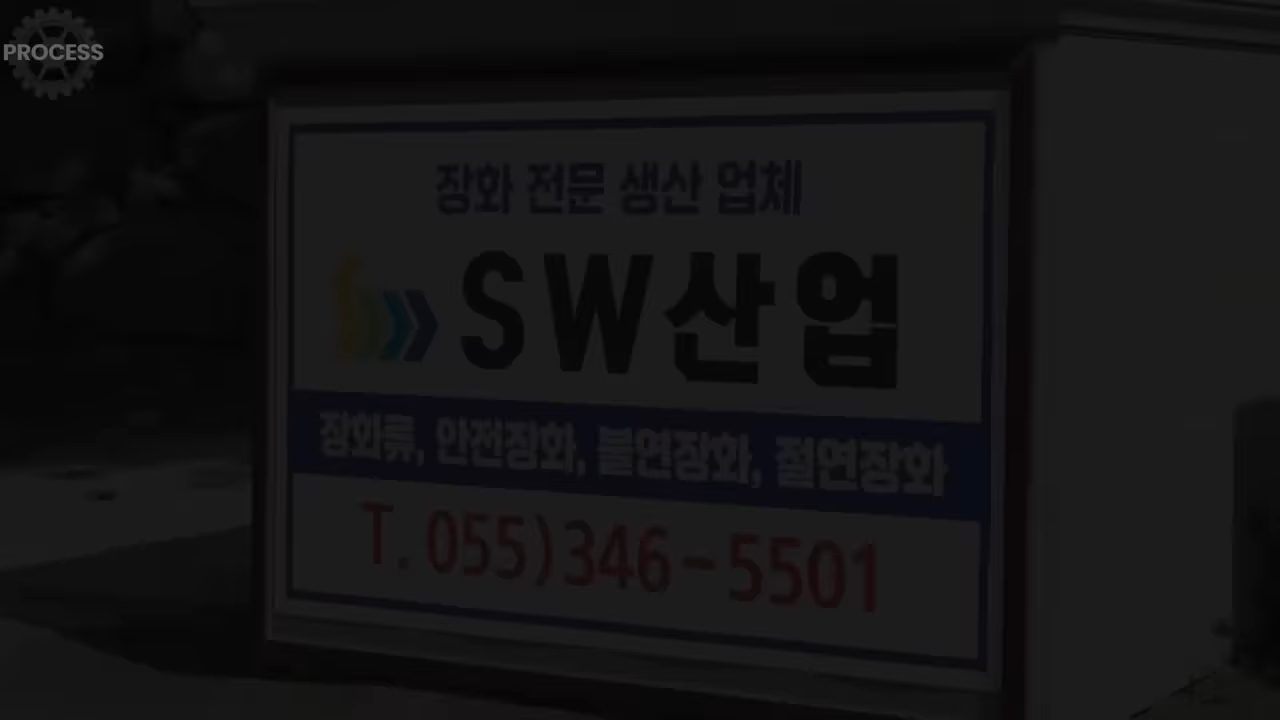 PROCESS
장화 전문 생산 업체
SW산업
장화류, 안전장화, 불연장화, 절연장화
T. 055)346-5501